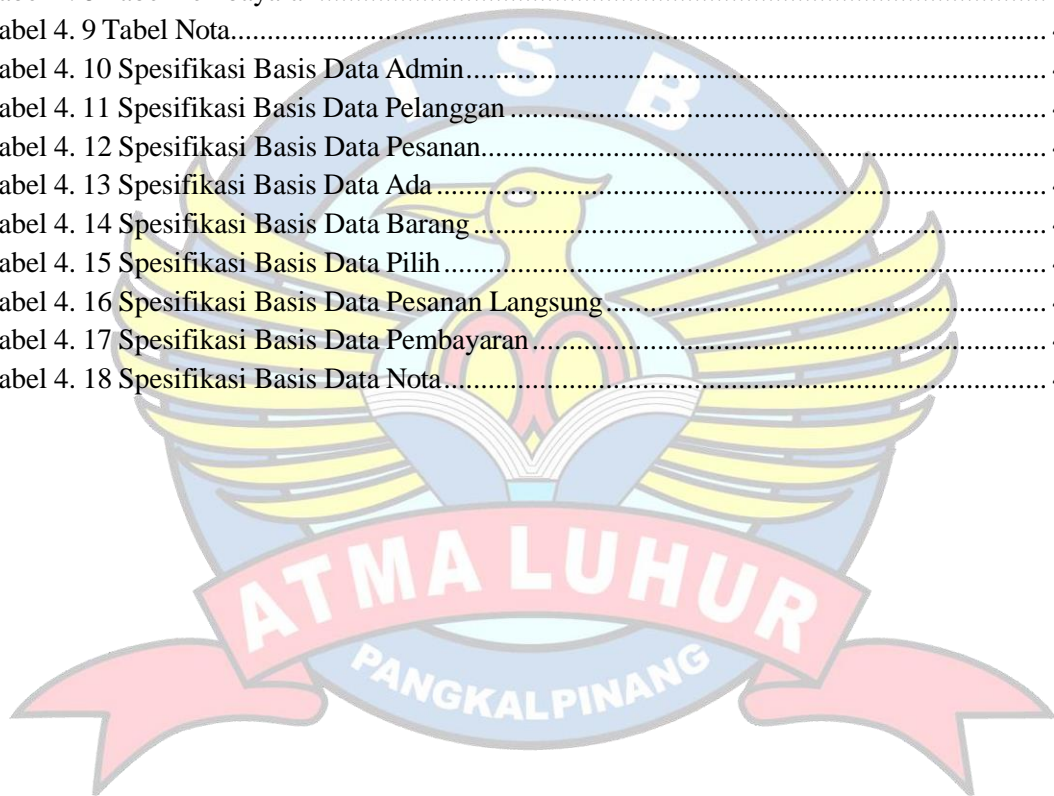 abel 4. 9 Tabel Nota........................................................................................................
abel 4. 10 Spesifikasi Basis Data Admin..........................................................................
abel 4. 11 Spesifikasi Basis Data Pelanggan ....................................................................
abel 4. 12 Spesifikasi Basis Data Pesanan........................................................................
abel 4. 13 Spesifikasi Basis Data Ada ..............................................................................
abel 4. 14 Spesifikasi Basis Data Barang .........................................................................
abel 4. 15 Spesifikasi Basis Data Pilih .............................................................................
abel 4. 16 Spesifikasi Basis Data Pesanan Langsung........................................................
abel 4. 17 Spesifikasi Basis Data Pembayaran ..................................................................
abel 4. 18 Spesifikasi Basis Data Nota.............................................................................
I S B
ATMA LUHUR
PANGKALPINANG